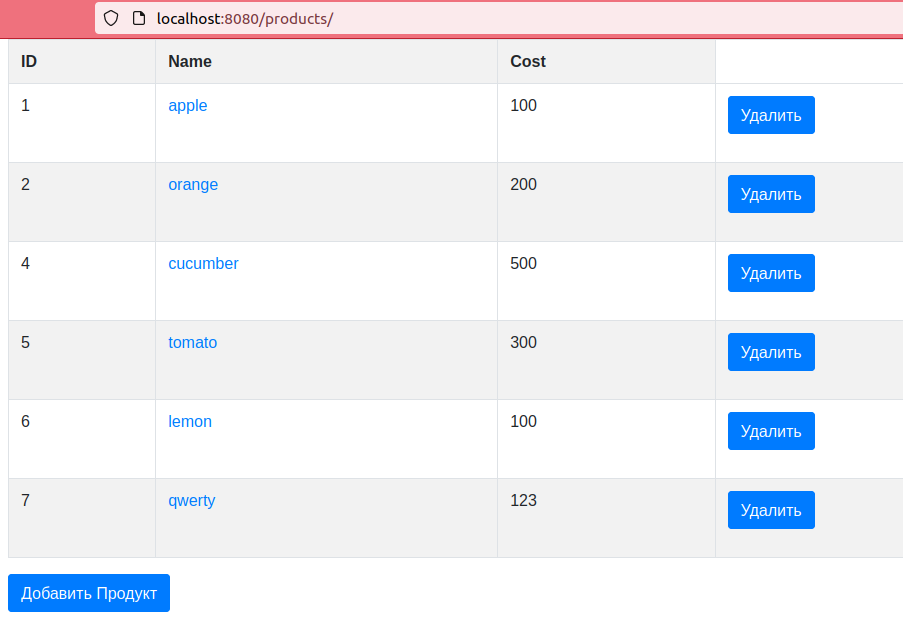 localhost:8080/products/
ID Name Cost
1 apple 100 Удалить
2 orange 200 Удалить
4 cucumber 500 Удалить
5 tomato 300 Удалить
6 lemon 100 Удалить
7 qwerty 123 Удалить
Добавить Продукт